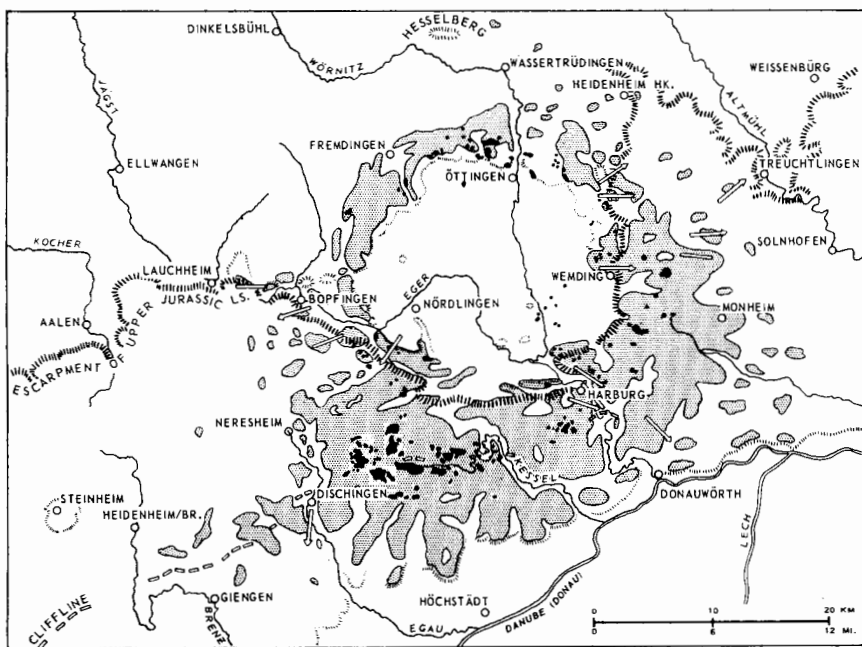 DINKELSBÜHL
HESSELBERG
WÖRNITZ
WASSERTRÜDINGEN
WEISSENBÜRG
HEIDENHEIM HK.
JAGST
ALTMÜHL
FREMDINGEN
ELLWANGEN
ÖTTINGEN
TREUCHTLINGEN
KOCHER
SOLNHOFEN
LAUCHHEIM
WEMDING
JURASSIC LS.
BOPFINGEN
EGER
NÖRDLINGEN
MONHEIM
AALEN
ESCARPMENT OF UPPER
HARBURG
NERESHEIM
KESSEL
STEINHEIM
DISCHINGEN
DONAUWÖRTH
HEIDENHEIM/BR.
LECH
GIENGEN
HÖCHSTÄDT
CLIFFLINE
BRENZ
EGAU
DANUBE (DONAU)
0 10 20 KM
0 6 12 MI.